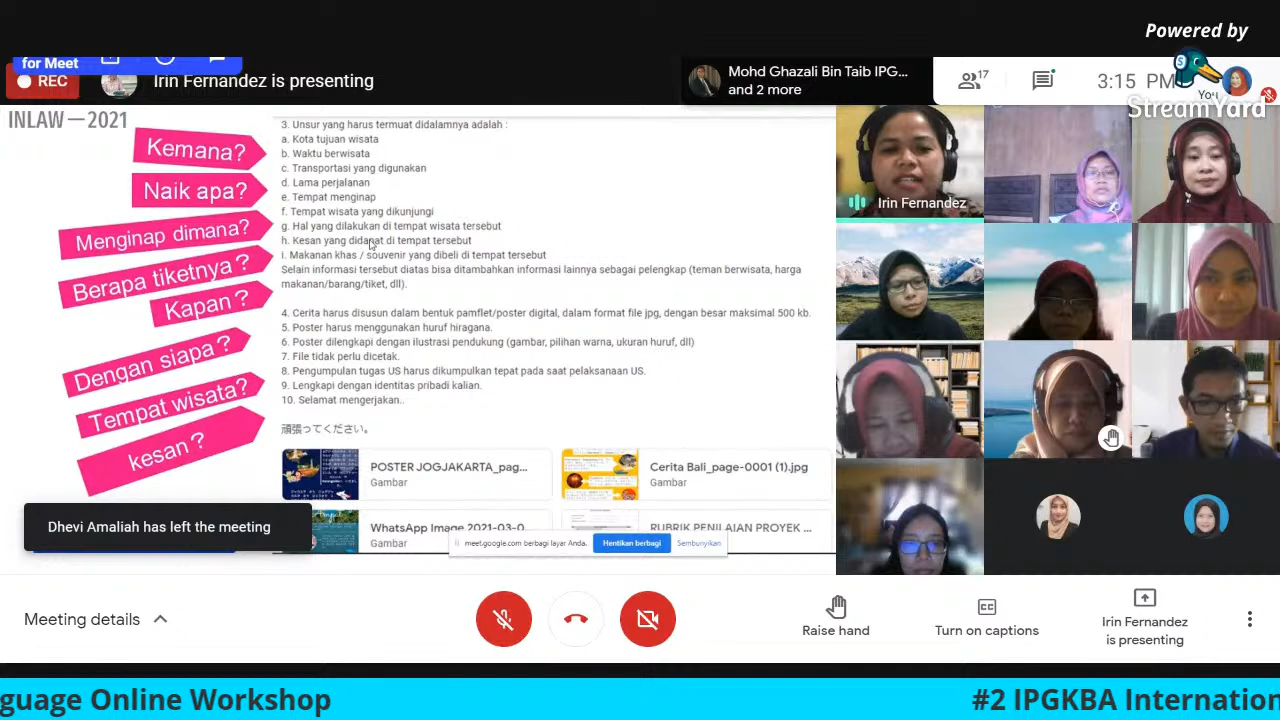 Powered by
for Meet
REC
Irin Fernandez is presenting
Mohd Ghazali Bin Taib IPG...
and 2 more
17
3:15 PM
You
StreamYard
INLAW—2021
Kemana?
Naik apa?
Menginap dimana?
Berapa tiketnya?
Kapan?
Dengan siapa?
Tempat wisata?
kesan?
3. Unsur yang harus termuat didalamnya adalah :
a. Kota tujuan wisata
b. Waktu berwisata
c. Transportasi yang digunakan
d. Lama perjalanan
e. Tempat menginap
f. Tempat wisata yang dikunjungi
g. Hal yang dilakukan di tempat wisata tersebut
h. Kesan yang didapat di tempat tersebut
i. Makanan khas / souvenir yang dibeli di tempat tersebut
Selain informasi tersebut diatas bisa ditambahkan informasi lainnya sebagai pelengkap (teman berwisata, harga
makanan/barang/tiket, dll).
4. Cerita harus disusun dalam bentuk pamflet/poster digital, dalam format file jpg, dengan besar maksimal 500 kb.
5. Poster harus menggunakan huruf hiragana.
6. Poster dilengkapi dengan ilustrasi pendukung (gambar, pilihan warna, ukuran huruf, dll)
7. File tidak perlu dicetak.
8. Pengumpulan tugas US harus dikumpulkan tepat pada saat pelaksanaan US.
9. Lengkapi dengan identitas pribadi kalian.
10. Selamat mengerjakan..
頑張ってください。
POSTER JOGJAKARTA_pag...
Gambar
Cerita Bali_page-0001 (1).jpg
Gambar
WhatsApp Image 2021-03-0...
Gambar
RUBRIK PENILAIAN PROYEK ...
meet.google.com berbagi layar Anda.
Hentikan berbagi
Sembunyikan
Irin Fernandez
Dhevi Amaliah has left the meeting
Meeting details
Raise hand
Turn on captions
Irin Fernandez
is presenting
guage Online Workshop
#2 IPGKBA Internation